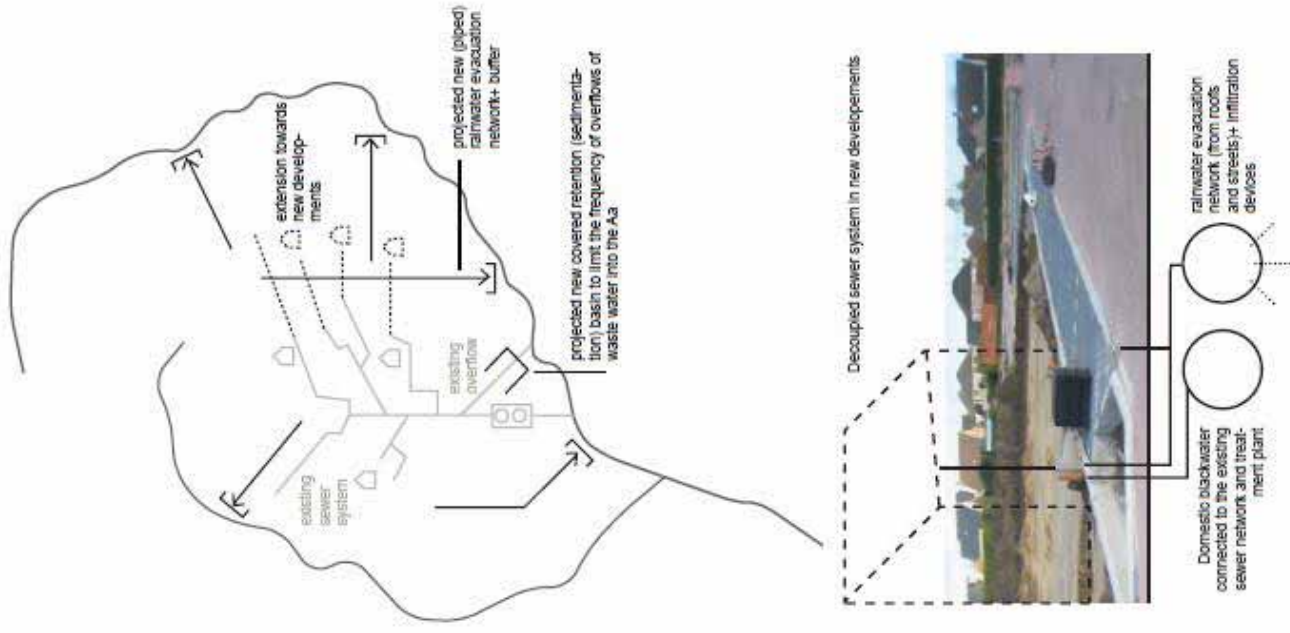 projected new (piped)
rainwater evacuation
network+ buffer
extension towards
new develop-
ments
projected new covered retention (sedimenta-
tion) basin to limit the frequency of overflows of
waste water into the Aa
existing
overflow
existing
sewer
system
Decoupled sewer system in new developements
Domestic blackwater
connected to the existing
sewer network and treat-
ment plant
rainwater evacuation
network (from roofs
and streets)+ infiltration
devices